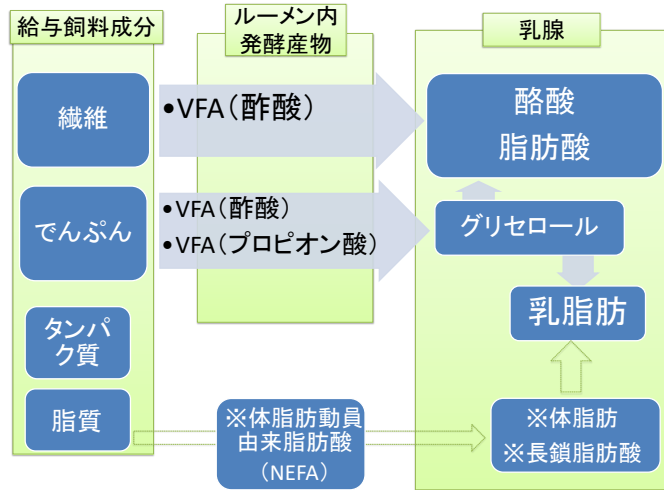 給与飼料成分
ルーメン内
発酵産物
乳腺
繊維
•VFA(酢酸)
酪酸
脂肪酸
でんぷん
•VFA(酢酸)
•VFA(プロピオン酸)
グリセロール
タンパ
ク質
乳脂肪
脂質
※体脂肪動員
由来脂肪酸
(NEFA)
※体脂肪
※長鎖脂肪酸